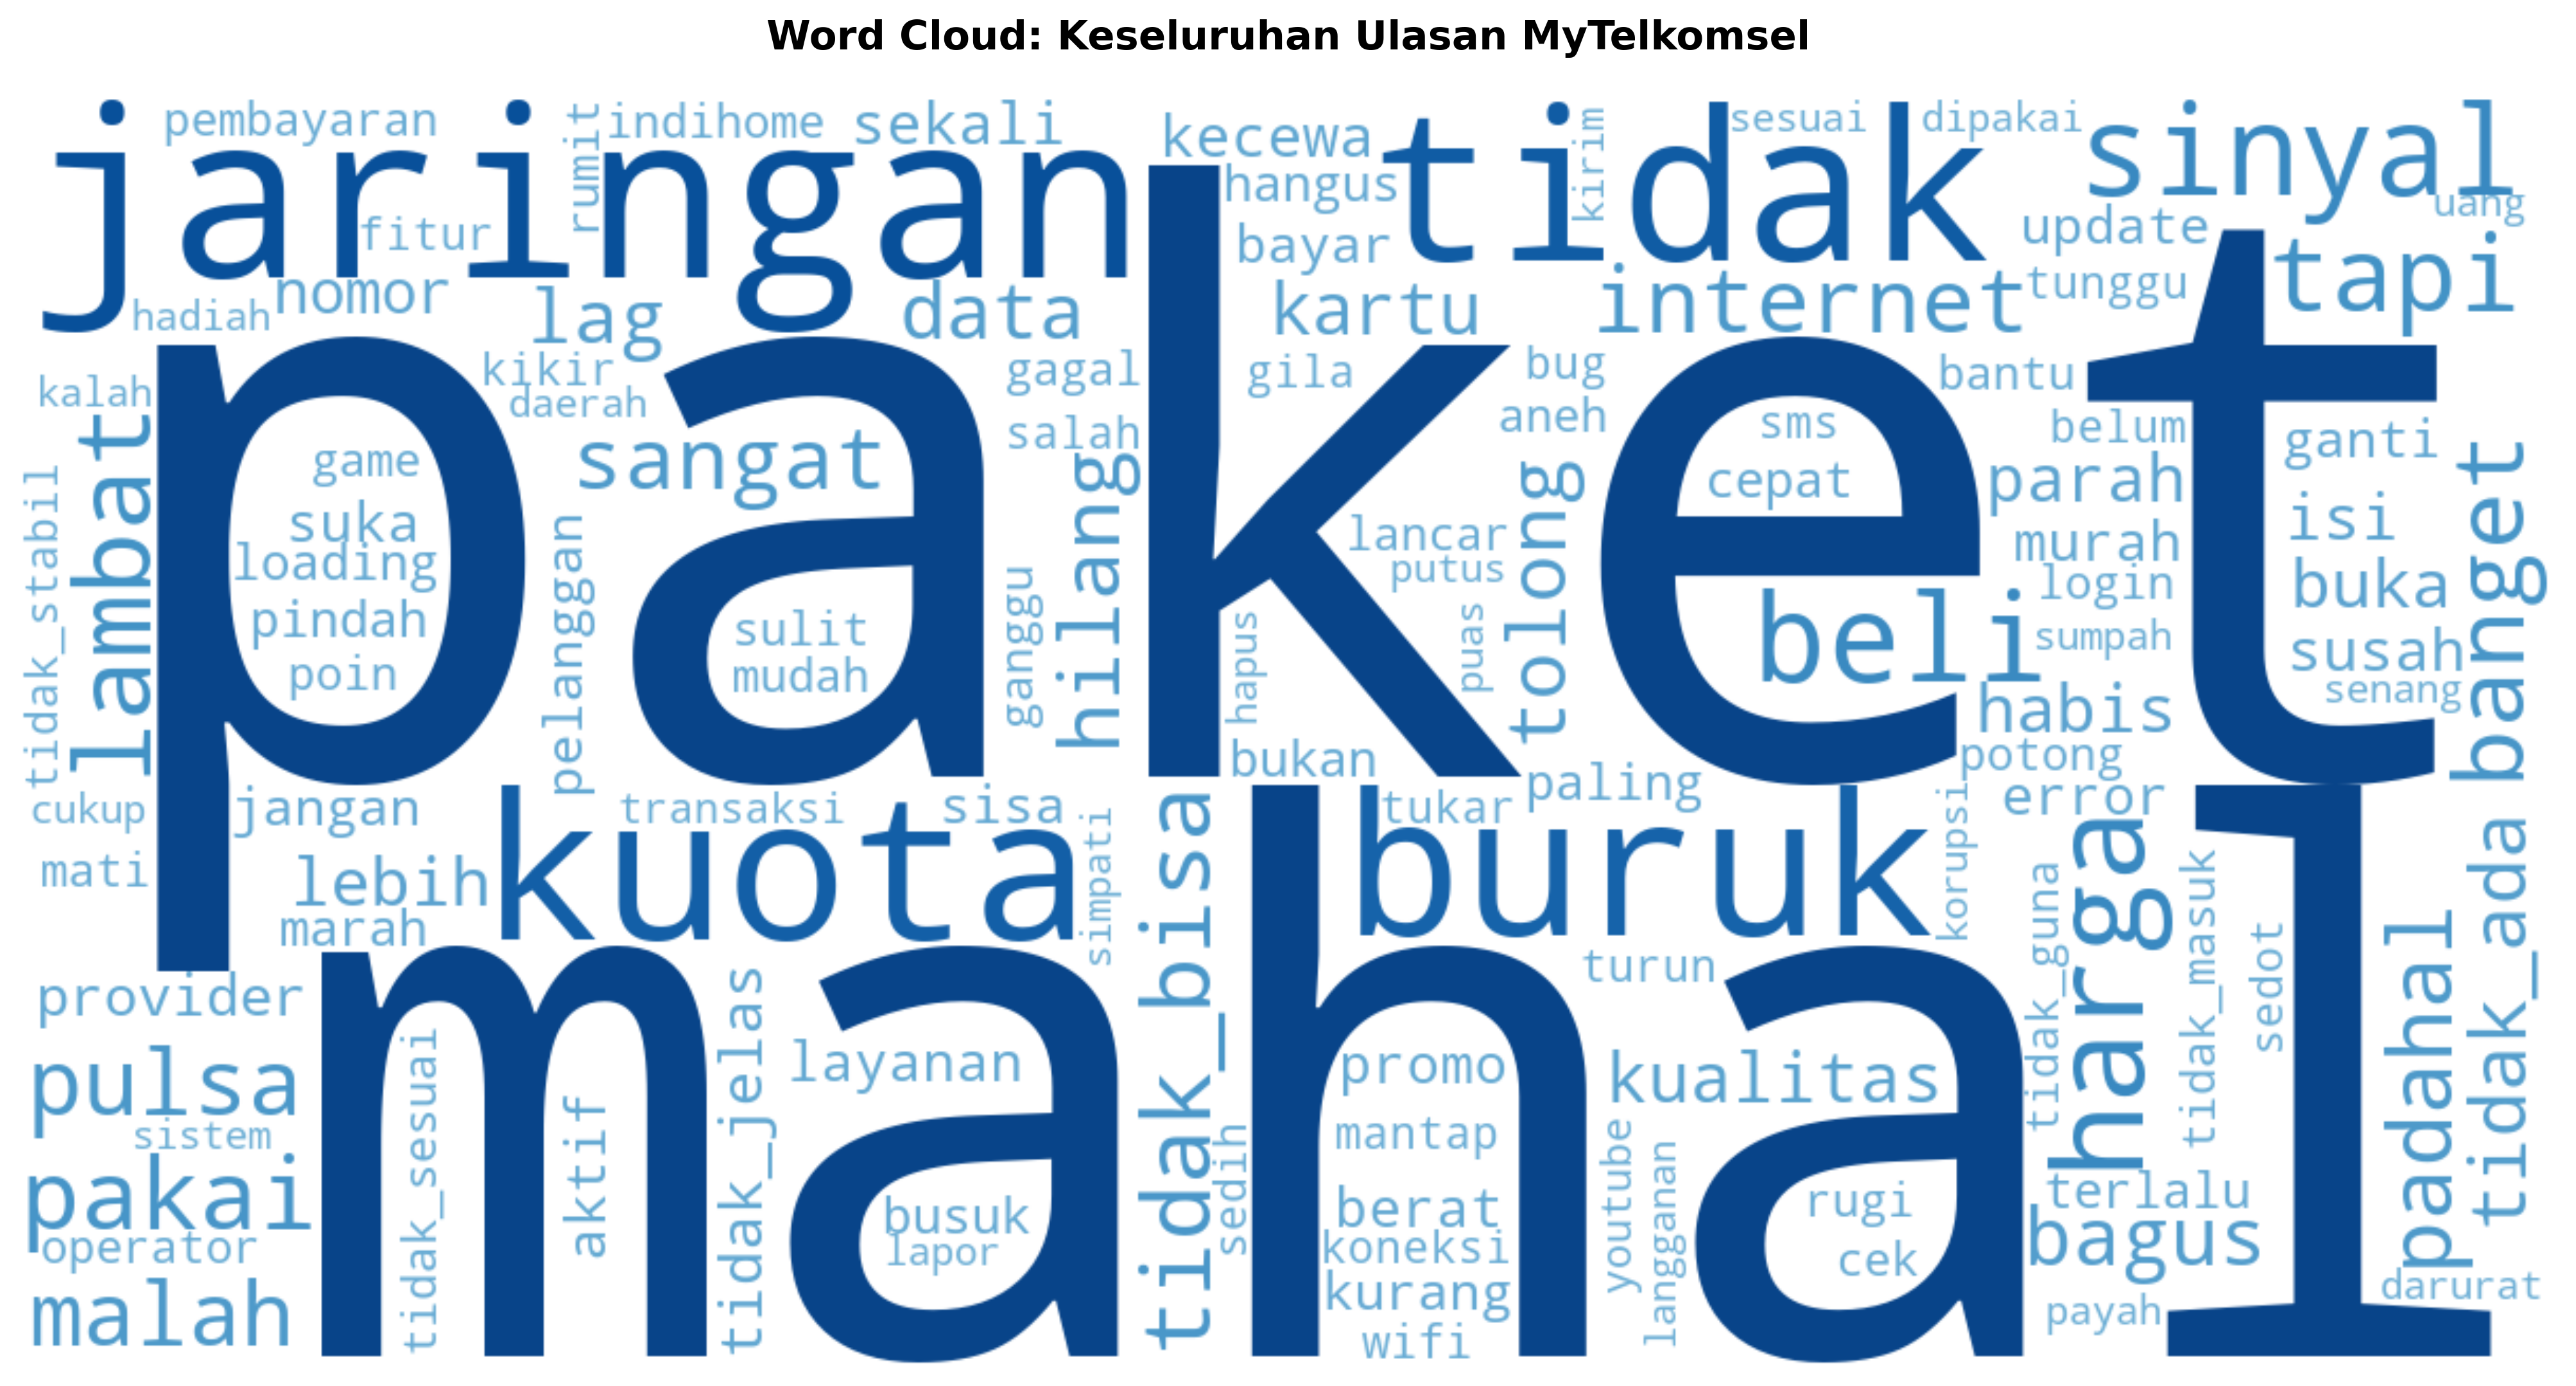 Word Cloud: Keseluruhan Ulasan MyTelkomsel
jaringan
pembayaran
rumit
indihome
sekali
kecewa
tidak
kirim
sesuai
dipakai
sinyal
uang
fitur
hangus
bayar
update
tapi
hadiah
nomor
lag
data
kartu
internet
tunggu
paket
kalah
kikir
daerah
gagal
gila
bug
bantu
lambat
game
sangat
salah
hilang
aneh
sms
belum
ganti
banget
tidak_stabil
suka
loading
pindah
poin
pelanggan
sulit
mudah
ganggu
lancar
putus
hapus
puas
tolong
cepat
parah
murah
login
isi
buka
beli
sumpah
susah
senang
habis
bukan
potong
cukup
jangan
transaksi
sisa
simpati
tidak_bisa
tukar
paling
korupsi
error
mati
lebih
kuota
buruk
harga
marah
provider
mahal
turun
tidak_guna
tidak_masuk
sedot
padahal
tidak_ada
pulsa
sistem
tidak_sesuai
aktif
tidak_jelas
layanan
promo
kualitas
pakai
mantap
operator
busuk
lapor
sedih
berat
koneksi
youtube
langganan
rugi
cek
terlalu
bagus
malah
kurang
wifi
payah
darurat